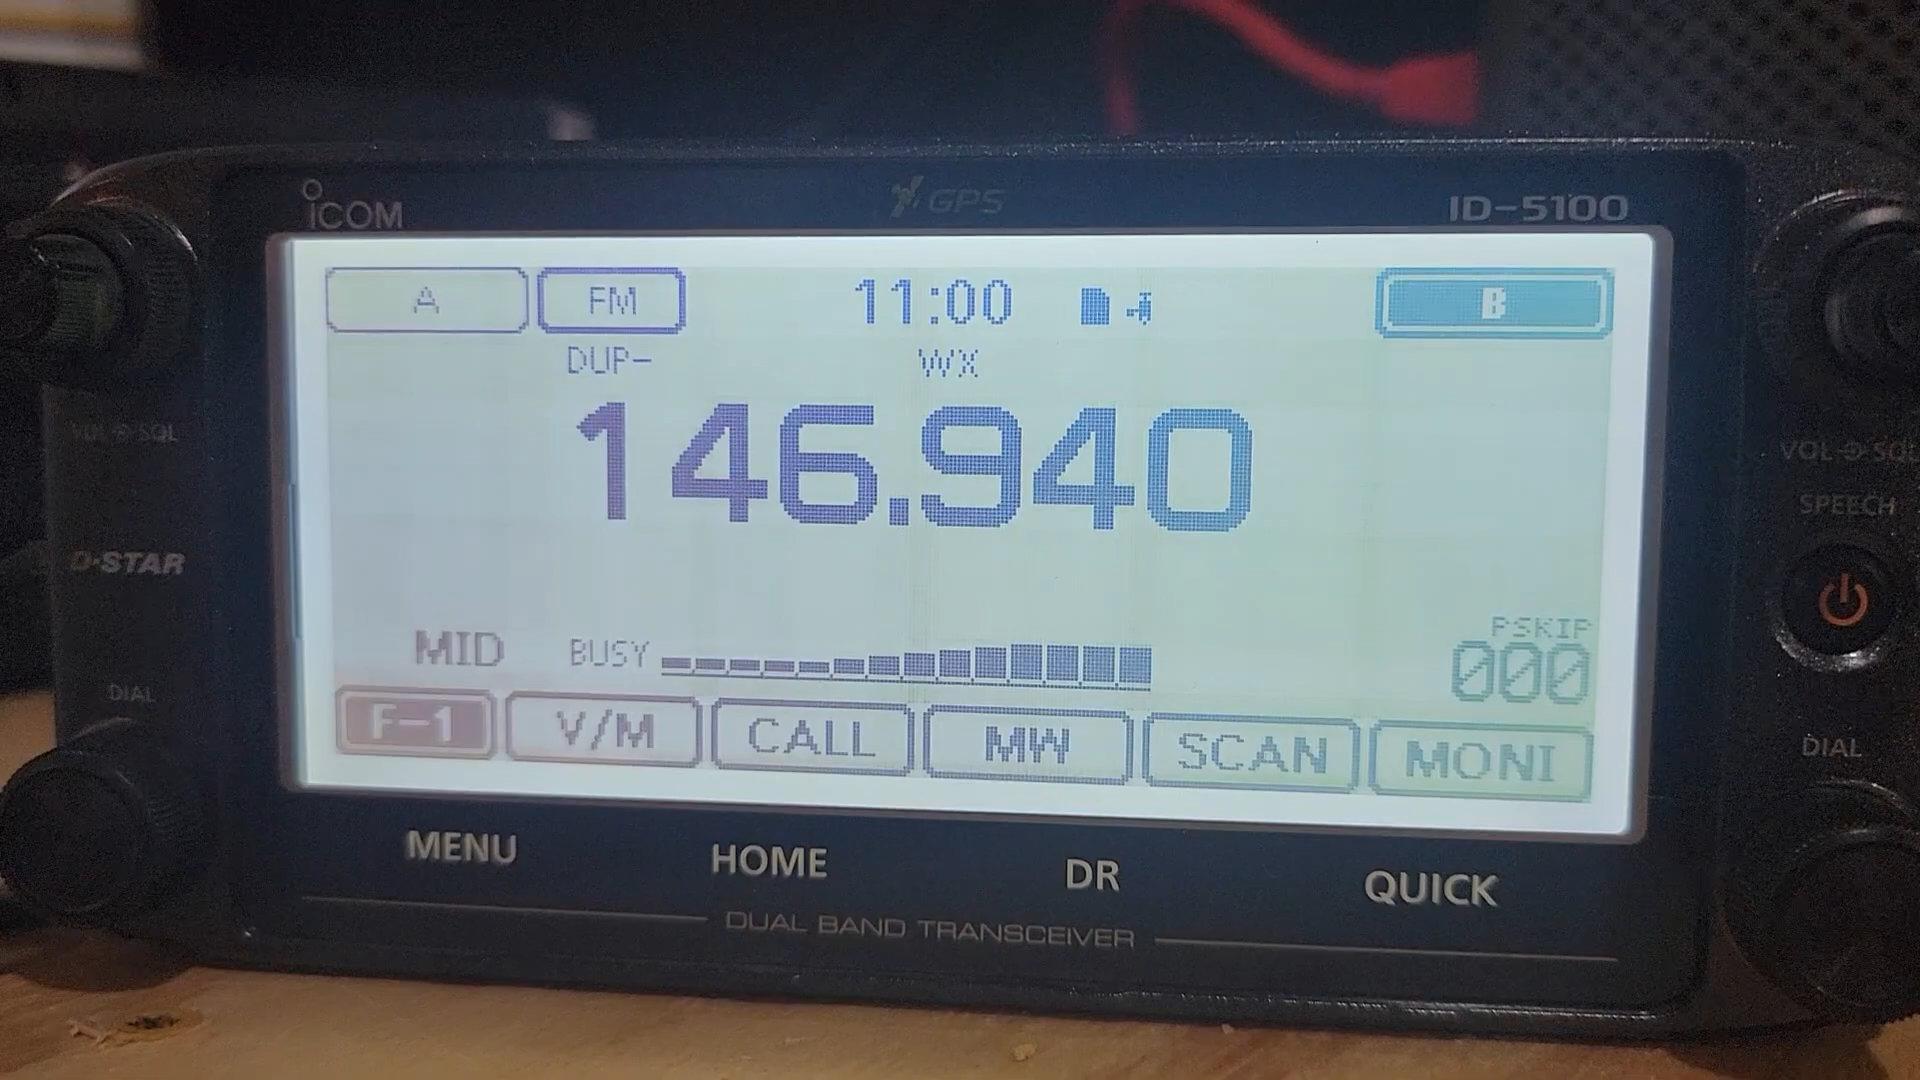 ICOM
GPS
ID-5100
A
FM
11:00
B
DUP-
WX
146.940
MID
BUSY
PSKIP
000
F-1
V/M
CALL
MW
SCAN
MONI
VOL SQL
D-STAR
DIAL
VOL SQL
SPEECH
DIAL
MENU
HOME
DR
QUICK
DUAL BAND TRANSCEIVER